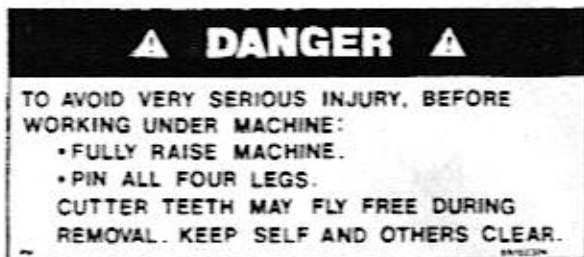 DANGER
TO AVOID VERY SERIOUS INJURY, BEFORE
WORKING UNDER MACHINE:
•FULLY RAISE MACHINE.
•PIN ALL FOUR LEGS.
CUTTER TEETH MAY FLY FREE DURING
REMOVAL. KEEP SELF AND OTHERS CLEAR.